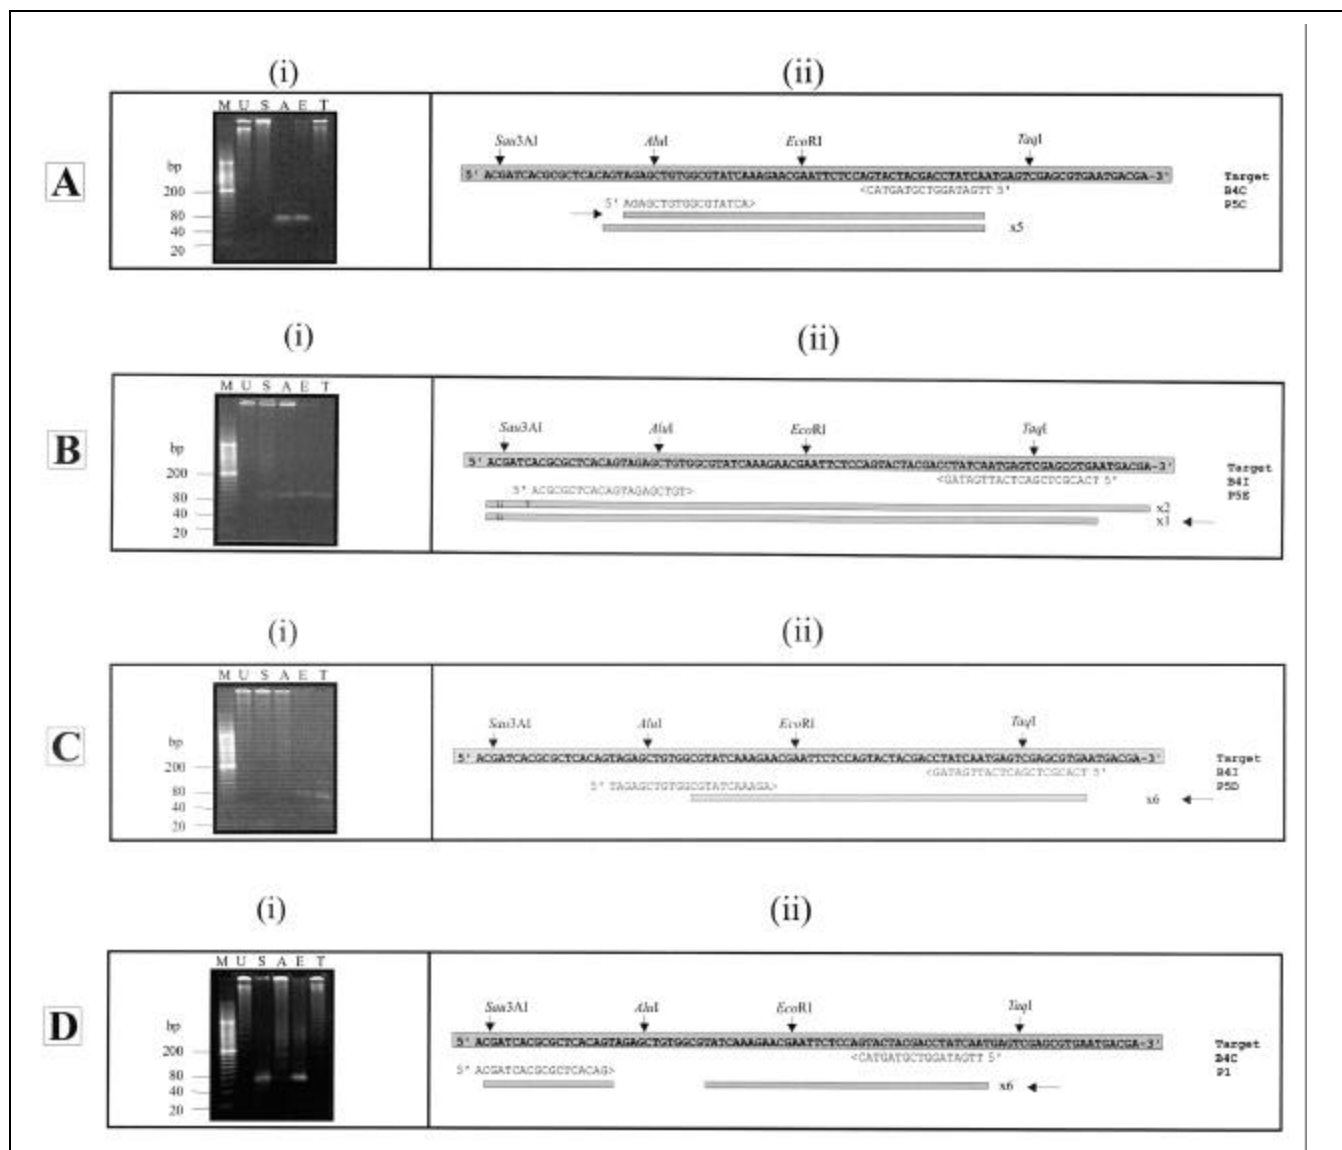 (i) (ii)
M U S A E T
Sau3AI AluI EcoRI TaqI
bp
A
5' ACGATCACGCGCTCACAGTAGAGCTGTGGCGTATCAAAGAACGAATTCTCCAGTACTACGACCTATCAATGAGTCGAGCGTGAATGACGA-3' Target
200 <CATGATGCTGGATAGTT 5' B4C
5' AGAGCTGTGGCGTATCA> P5C
80
40 x5
20
(i) (ii)
M U S A E T
Sau3AI AluI EcoRI TaqI
bp
B
5' ACGATCACGCGCTCACAGTAGAGCTGTGGCGTATCAAAGAACGAATTCTCCAGTACTACGACCTATCAATGAGTCGAGCGTGAATGACGA-3' Target
200 <GATAGTTACTCAGCTCGCACT 5' B4I
5' ACGCGCTCACAGTAGAGCTGT> P5E
80 x2
40 x1
20
(i) (ii)
M U S A E T
Sau3AI AluI EcoRI TaqI
bp
C
5' ACGATCACGCGCTCACAGTAGAGCTGTGGCGTATCAAAGAACGAATTCTCCAGTACTACGACCTATCAATGAGTCGAGCGTGAATGACGA-3' Target
200 <GATAGTTACTCAGCTCGCACT 5' B4I
5' TAGAGCTGTGGCGTATCAAAGA> P5D
80 x6
40
20
(i) (ii)
M U S A E T
Sau3AI AluI EcoRI TaqI
bp
D
5' ACGATCACGCGCTCACAGTAGAGCTGTGGCGTATCAAAGAACGAATTCTCCAGTACTACGACCTATCAATGAGTCGAGCGTGAATGACGA-3' Target
200 <CATGATGCTGGATAGTT 5' B4C
5' ACGATCACGCGCTCACAG> P1
80 x6
40
20